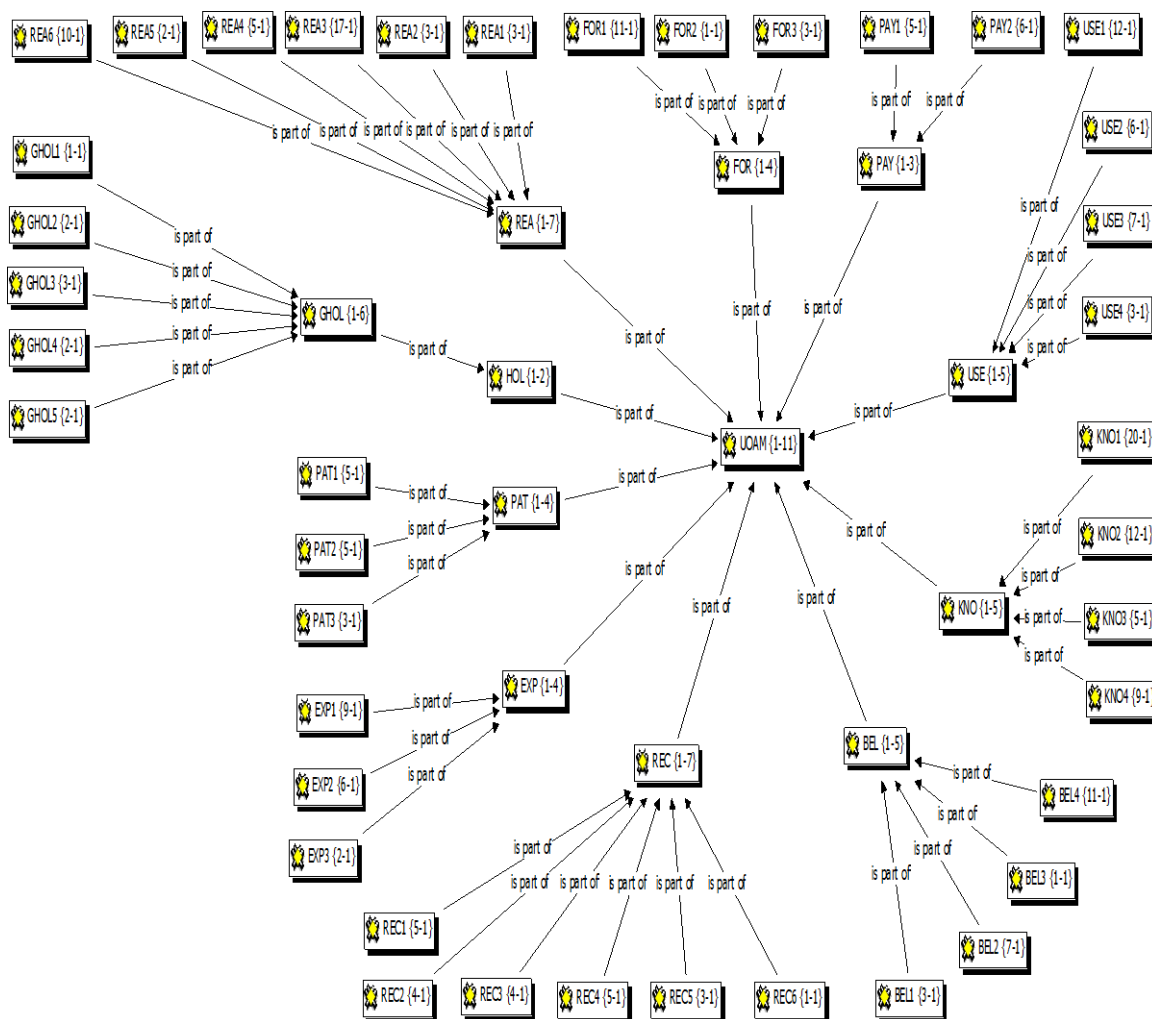 REA6 {10-1}
REA5 {2-1}
REA4 {5-1}
REA3 {17-1}
REA2 {3-1}
REA1 {3-1}
FOR1 {11-1}
FOR2 {1-1}
FOR3 {3-1}
PAY1 {5-1}
PAY2 {6-1}
USE1 {12-1}
is part of
is part of
is part of
is part of
is part of
is part of
is part of
is part of
is part of
is part of
is part of
USE2 {6-1}
GHOL1 {1-1}
FOR {1-4}
PAY {1-3}
GHOL2 {2-1}
REA {1-7}
USE3 {7-1}
is part of
is part of
is part of
is part of
is part of
GHOL3 {3-1}
is part of
is part of
is part of
USE4 {3-1}
GHOL {1-6}
is part of
is part of
GHOL4 {2-1}
is part of
is part of
is part of
is part of
GHOL5 {2-1}
HOL {1-2}
USE {1-5}
is part of
is part of
UOAM {1-11}
KNO1 {20-1}
PAT1 {5-1}
is part of
is part of
PAT {1-4}
is part of
is part of
PAT2 {5-1}
is part of
KNO2 {12-1}
is part of
is part of
is part of
is part of
PAT3 {3-1}
KNO {1-5}
is part of
KNO3 {5-1}
is part of
is part of
EXP {1-4}
KNO4 {9-1}
EXP1 {9-1}
is part of
is part of
REC {1-7}
BEL {1-5}
EXP2 {6-1}
is part of
is part of
BEL4 {11-1}
EXP3 {2-1}
is part of
is part of
is part of
is part of
is part of
is part of
is part of
is part of
is part of
BEL3 {1-1}
REC1 {5-1}
BEL2 {7-1}
REC2 {4-1}
REC3 {4-1}
REC4 {5-1}
REC5 {3-1}
REC6 {1-1}
BEL1 {3-1}